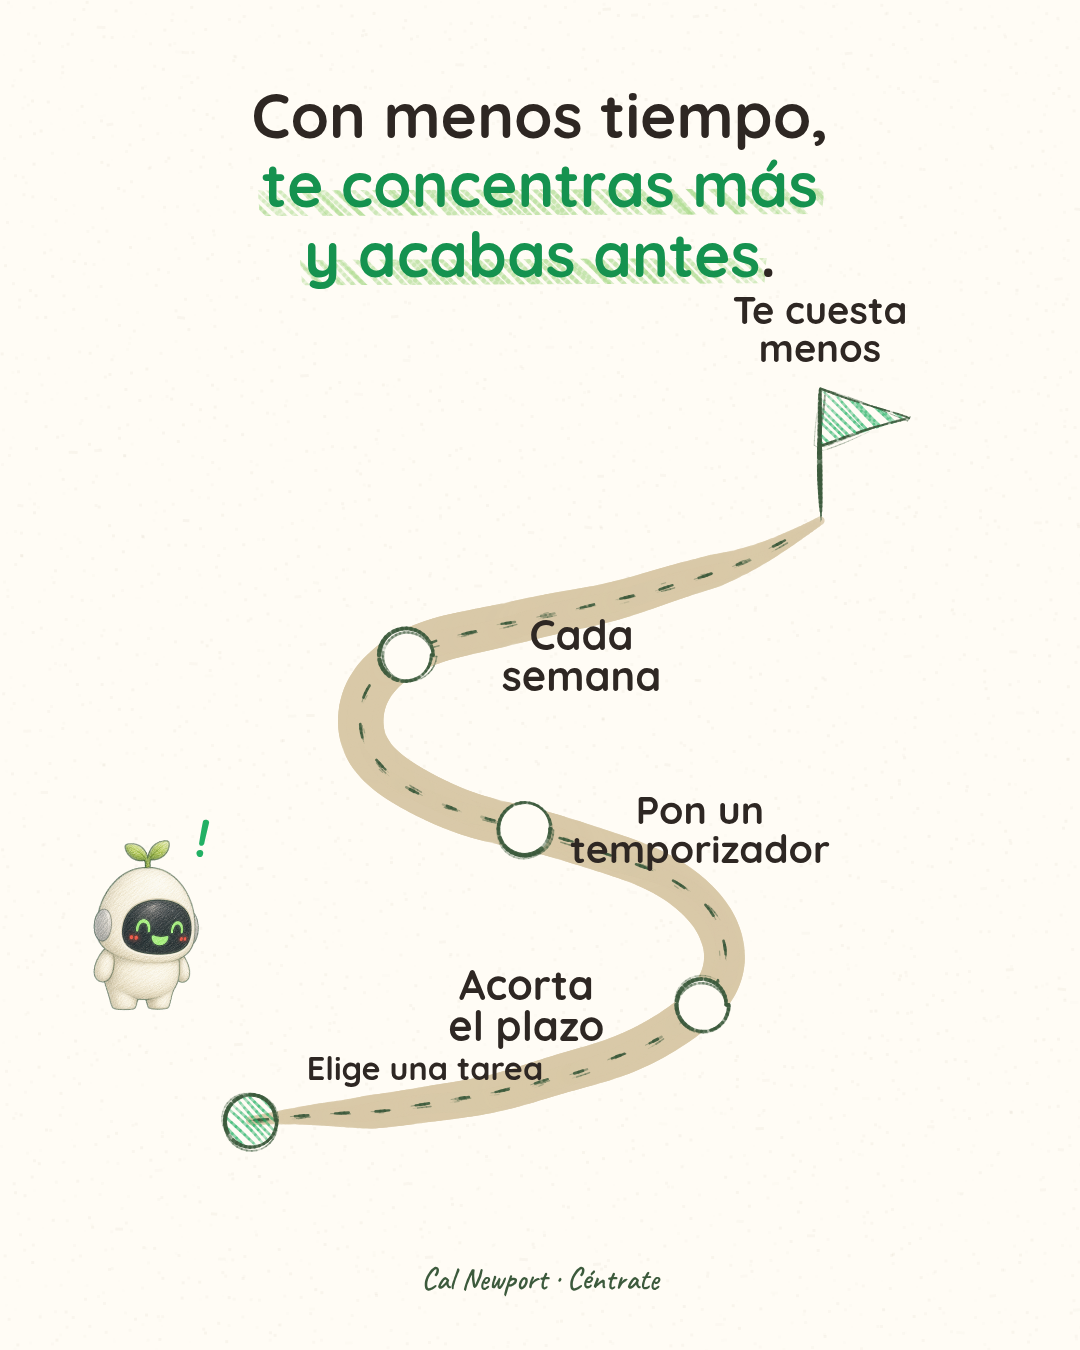 Con menos tiempo,
te concentras más
y acabas antes.
Te cuesta
menos
Cada
semana
Pon un
temporizador
!
Acorta
el plazo
Elige una tarea
Cal Newport · Céntrate